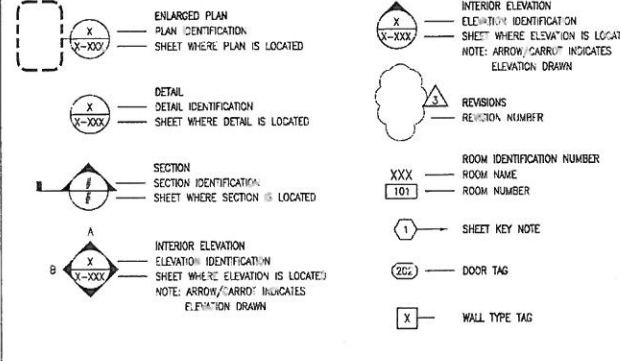 ENLARGED PLAN
X
PLAN IDENTIFICATION
X-XXX
SHEET WHERE PLAN IS LOCATED
DETAIL
X
DETAIL IDENTIFICATION
X-XXX
SHEET WHERE DETAIL IS LOCATED
SECTION
#
SECTION IDENTIFICATION
#
SHEET WHERE SECTION IS LOCATED
A
INTERIOR ELEVATION
X
ELEVATION IDENTIFICATION
B
X-XXX
SHEET WHERE ELEVATION IS LOCATED
NOTE: ARROW/CARROT INDICATES
ELEVATION DRAWN
INTERIOR ELEVATION
X
ELEVATION IDENTIFICATION
X-XXX
SHEET WHERE ELEVATION IS LOCAT
NOTE: ARROW/CARROT INDICATES
ELEVATION DRAWN
3
REVISIONS
REVISION NUMBER
ROOM IDENTIFICATION NUMBER
XXX
ROOM NAME
101
ROOM NUMBER
1
SHEET KEY NOTE
202
DOOR TAG
X
WALL TYPE TAG